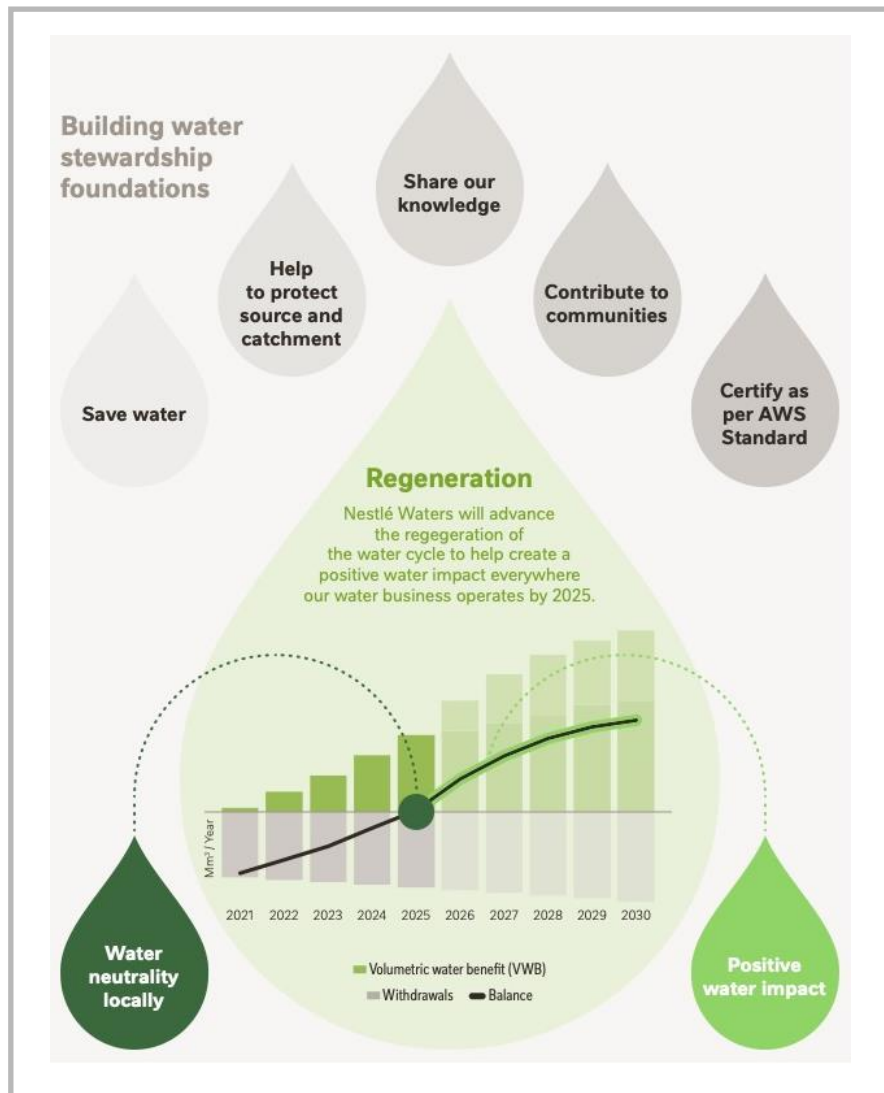 Building water
stewardship
foundations
Share our
knowledge
Help
to protect
source and
catchment
Contribute to
communities
Save water
Certify as
per AWS
Standard
Regeneration
Nestlé Waters will advance
the regegeration of
the water cycle to help create a
positive water impact everywhere
our water business operates by 2025.
Mm³ / Year
2021 2022 2023 2024 2025 2026 2027 2028 2029 2030
Water
neutrality
locally
Volumetric water benefit (VWB)
Withdrawals Balance
Positive
water impact